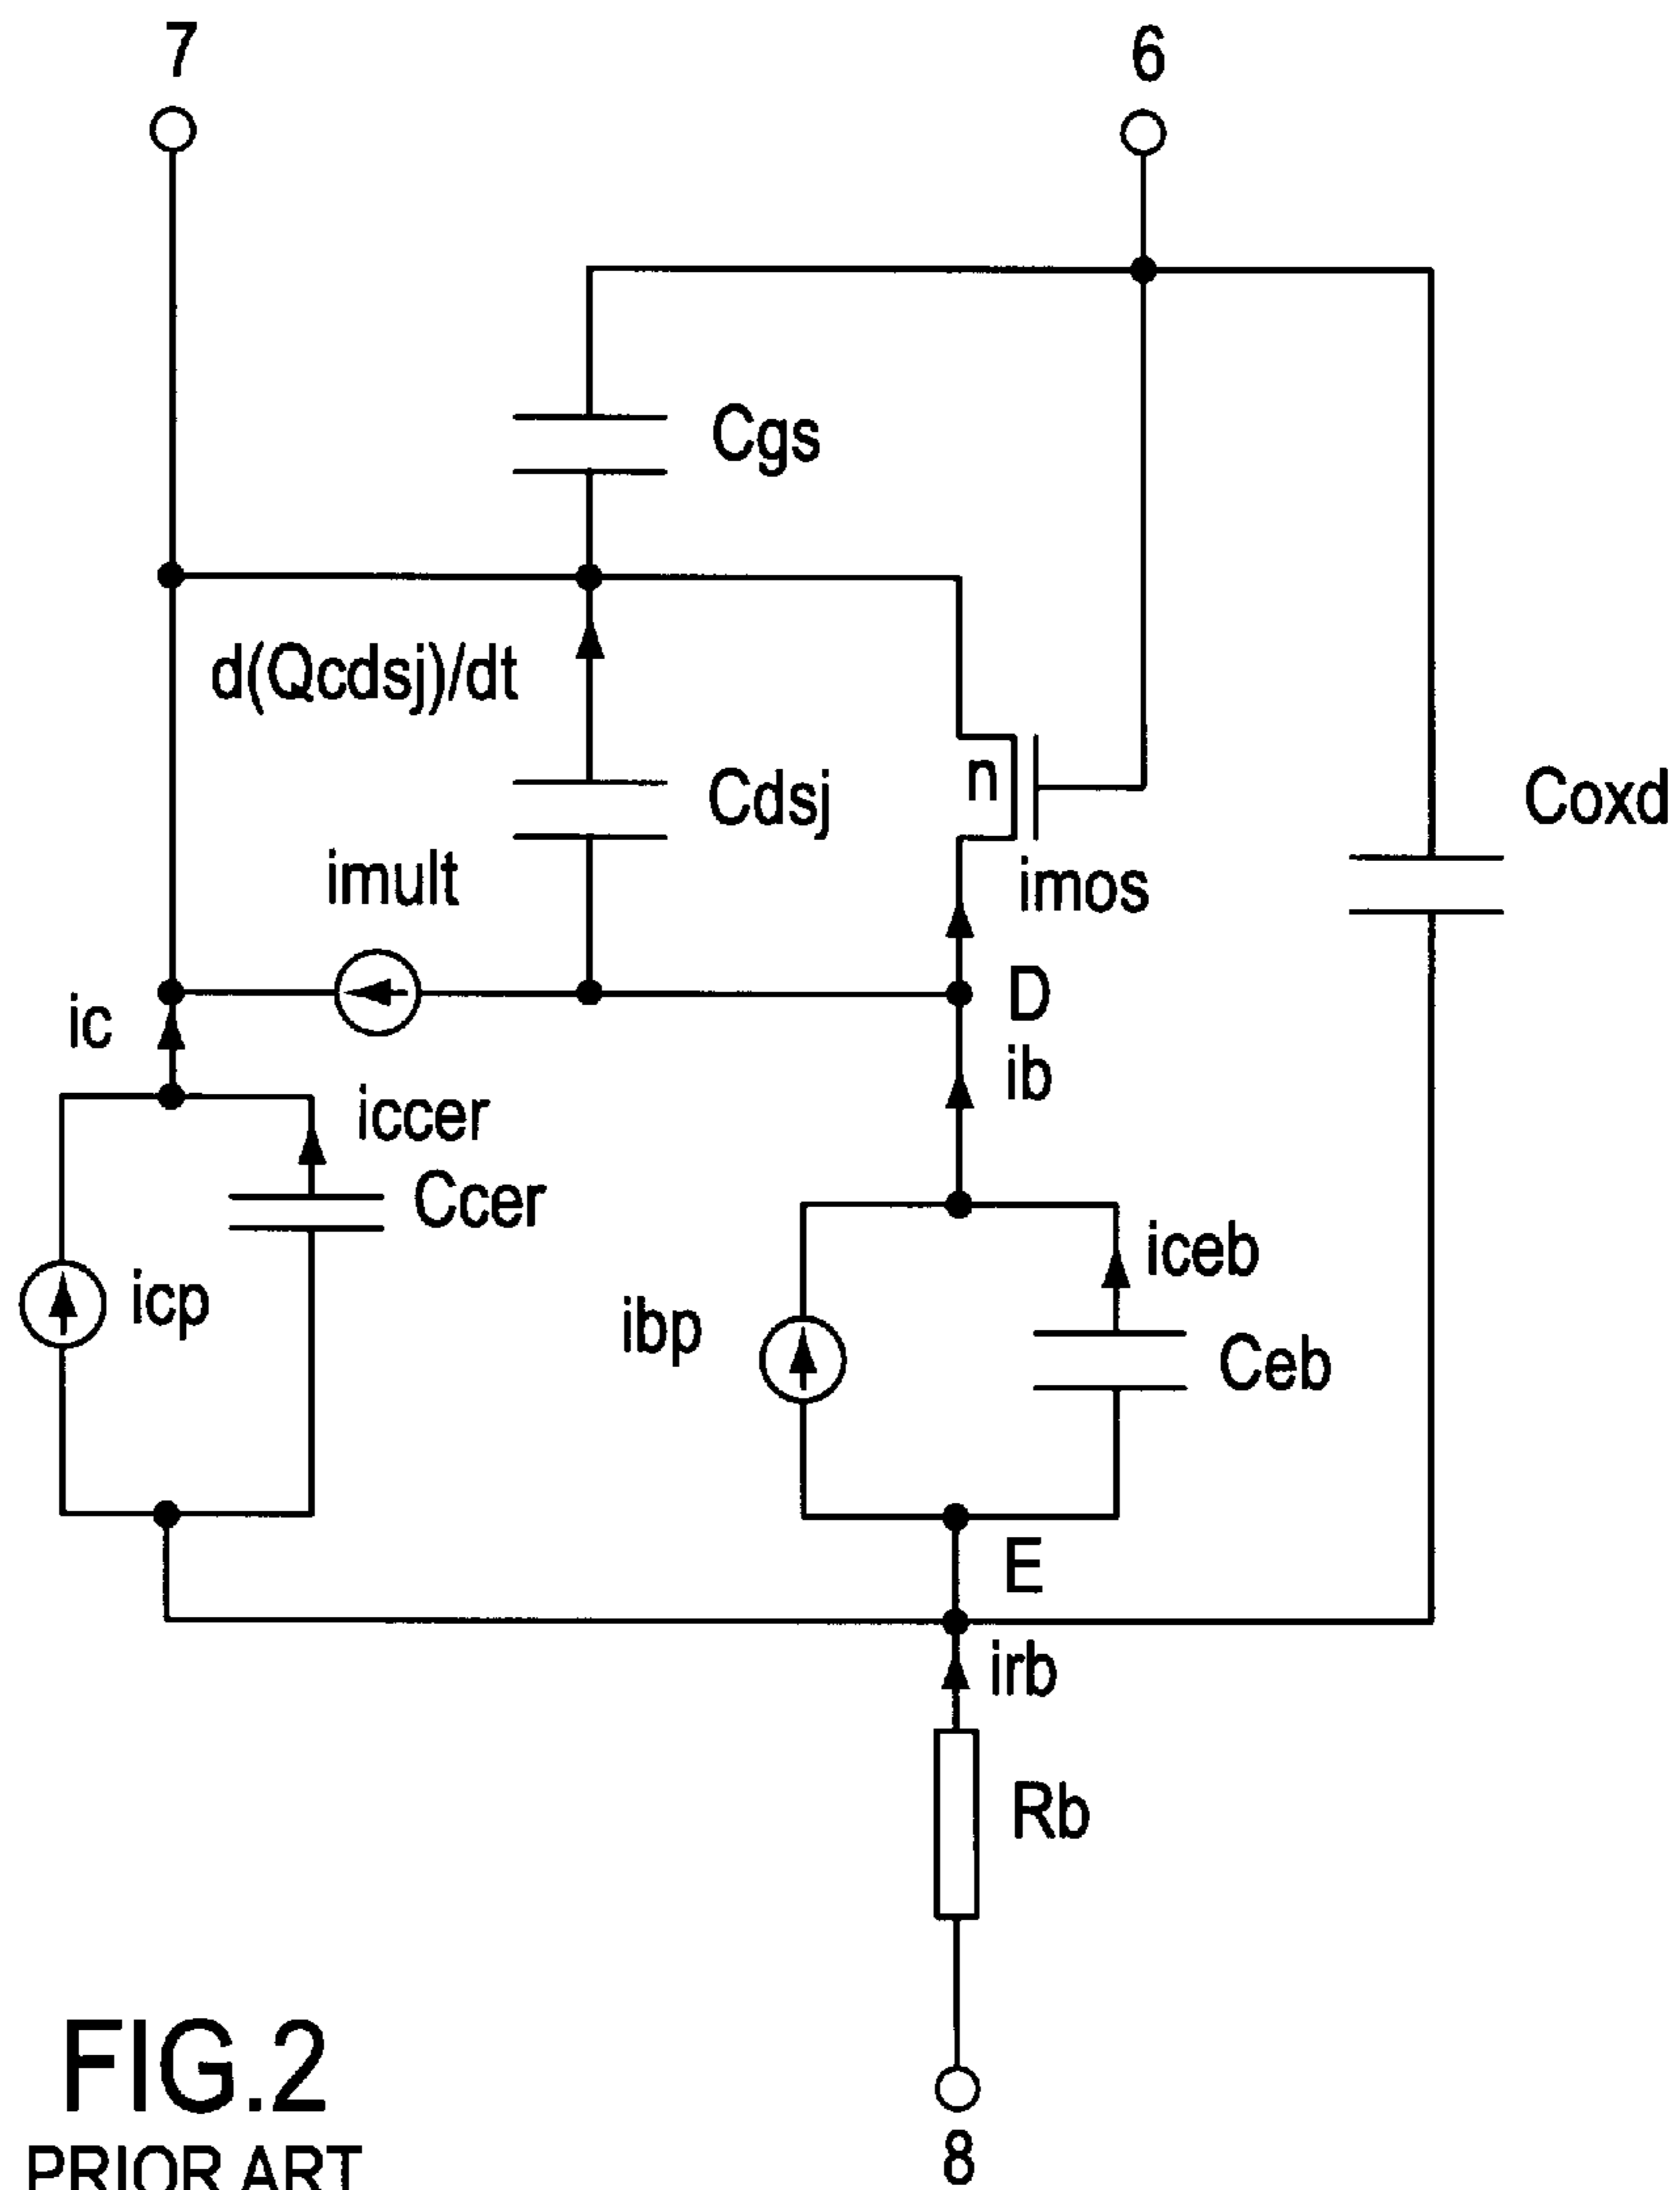 7
6
Cgs
d(Qcdsj)/dt
n
Cdsj
Coxd
imult
imos
D
ic
ib
iccer
Ccer
iceb
icp
ibp
Ceb
E
irb
Rb
FIG.2
8
PRIOR ART